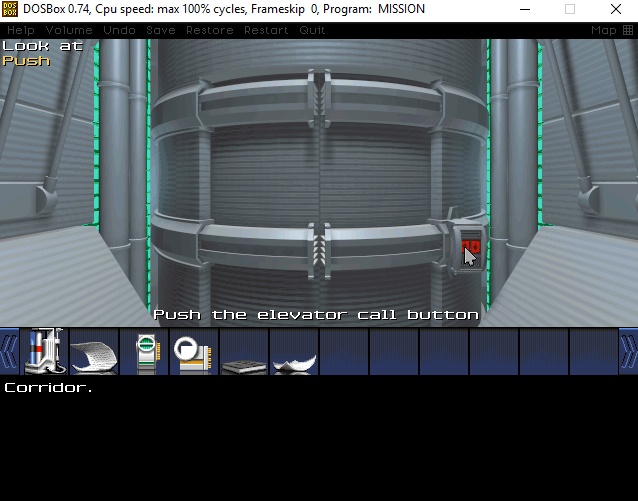 DOSBox 0.74, Cpu speed: max 100% cycles, Frameskip 0, Program: MISSION
Help Volume Undo Save Restore Restart Quit Map
Look at
Push
Push the elevator call button
Corridor.